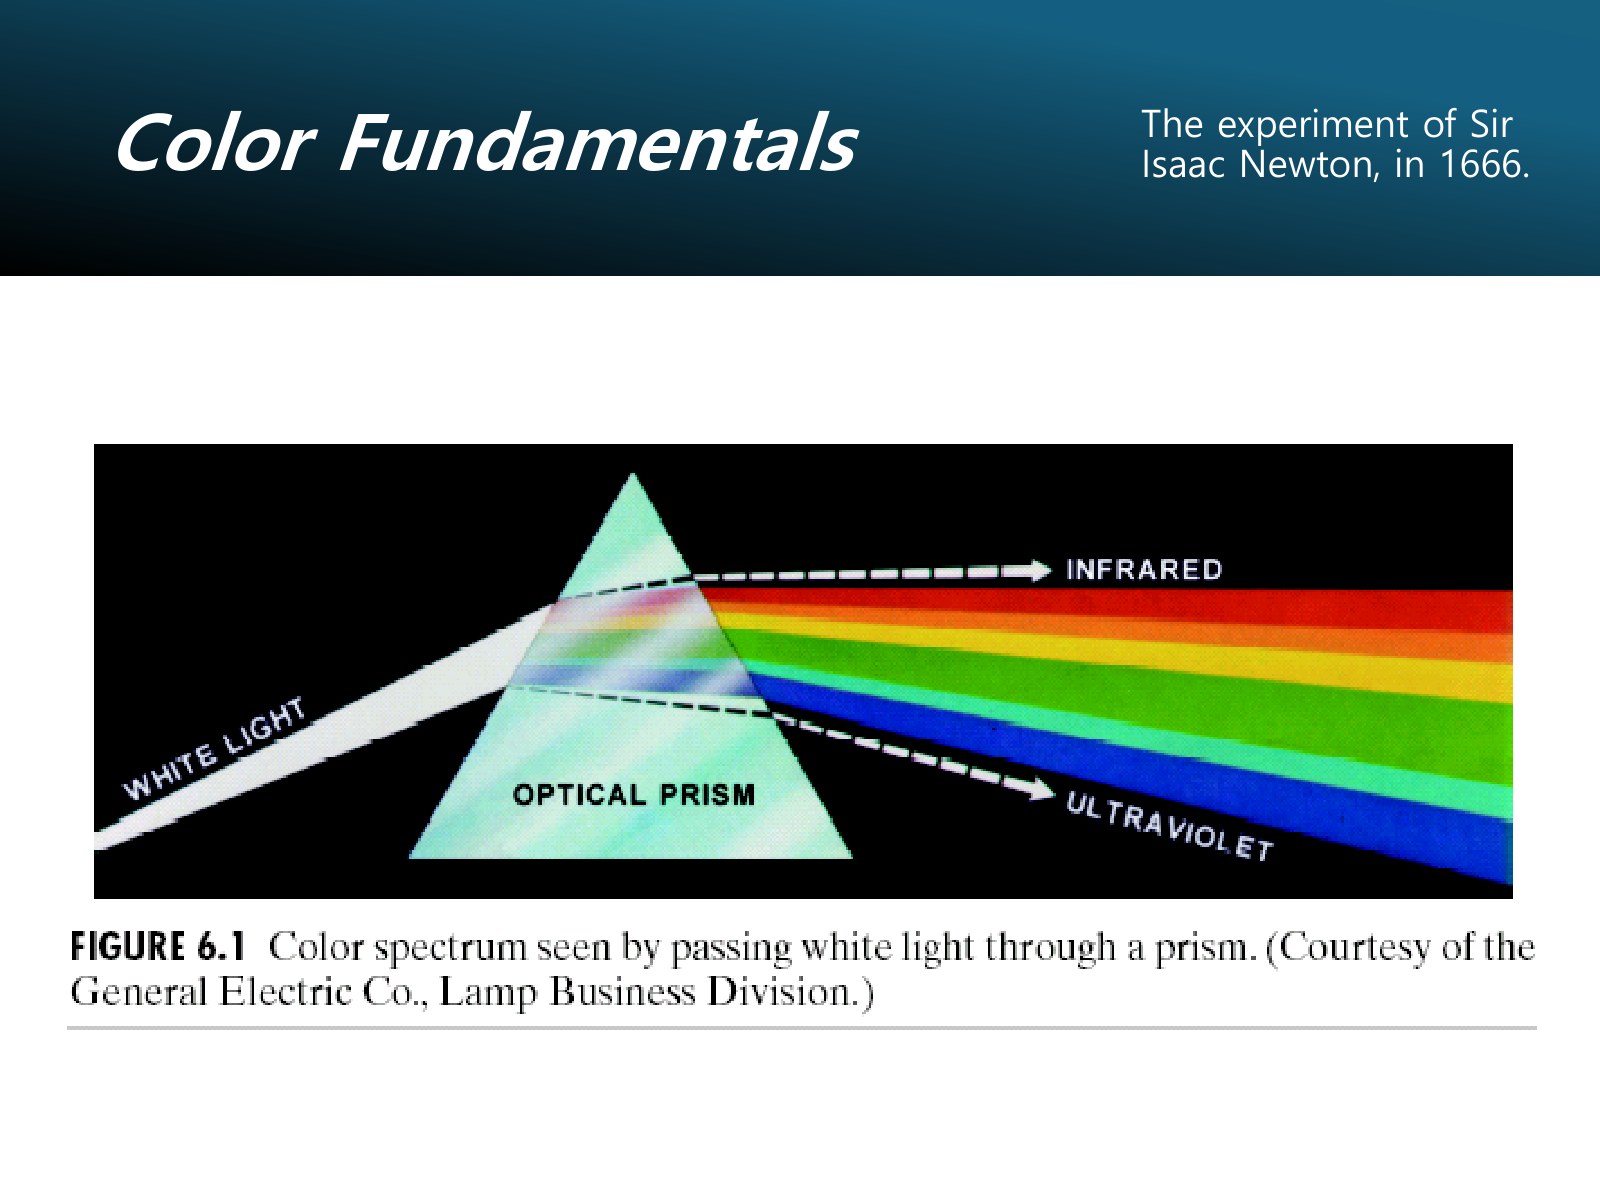 Color Fundamentals
The experiment of Sir
Isaac Newton, in 1666.
INFRARED
WHITE LIGHT
OPTICAL PRISM
ULTRAVIOLET
FIGURE 6.1 Color spectrum seen by passing white light through a prism. (Courtesy of the
General Electric Co., Lamp Business Division.)